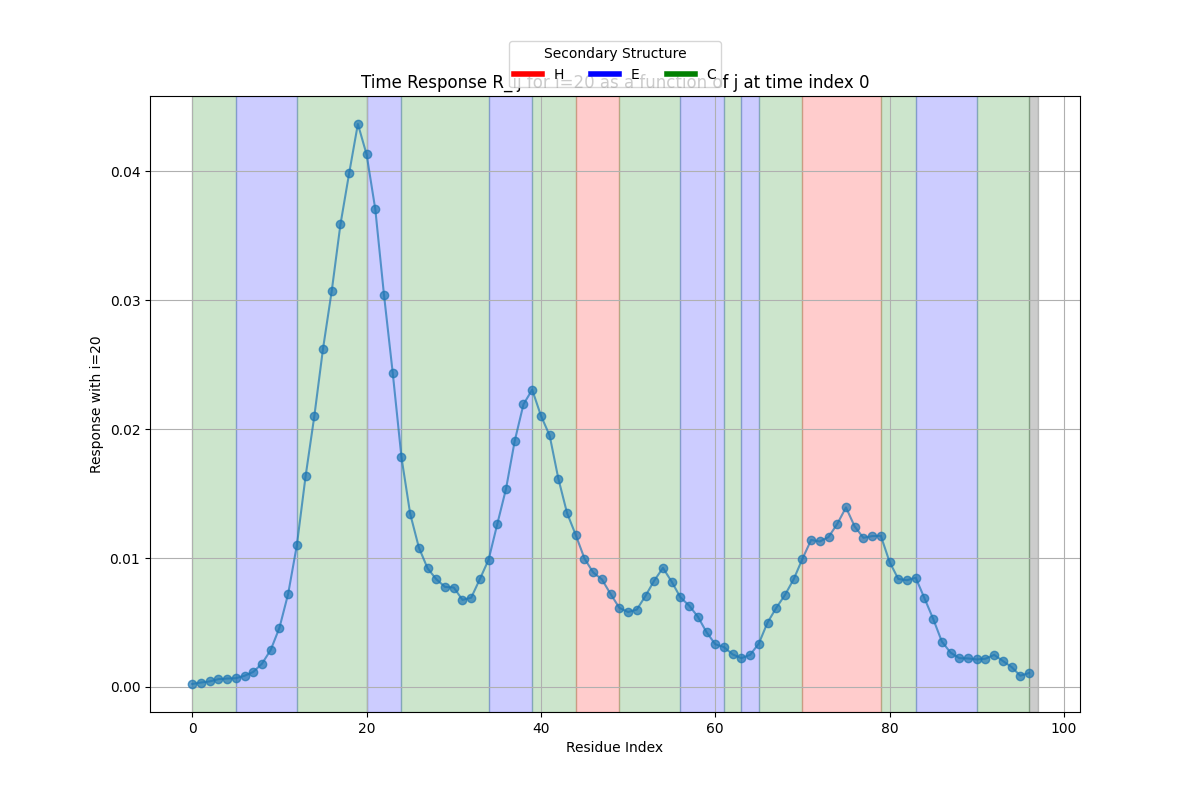 Secondary Structure
H E C
Time Response R_ij for i=20 as a function of j at time index 0
0.04
0.03
0.02
0.01
0.00
Response with i=20
0 20 40 60 80 100
Residue Index